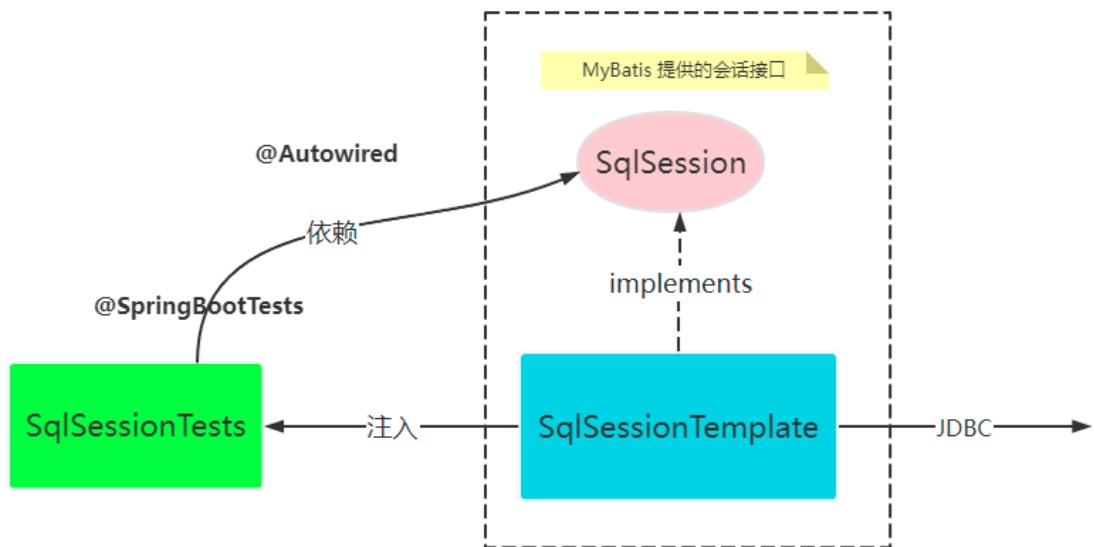 MyBatis 提供的会话接口
@Autowired
SqlSession
依赖
implements
@SpringBootTests
SqlSessionTests
注入
SqlSessionTemplate
JDBC